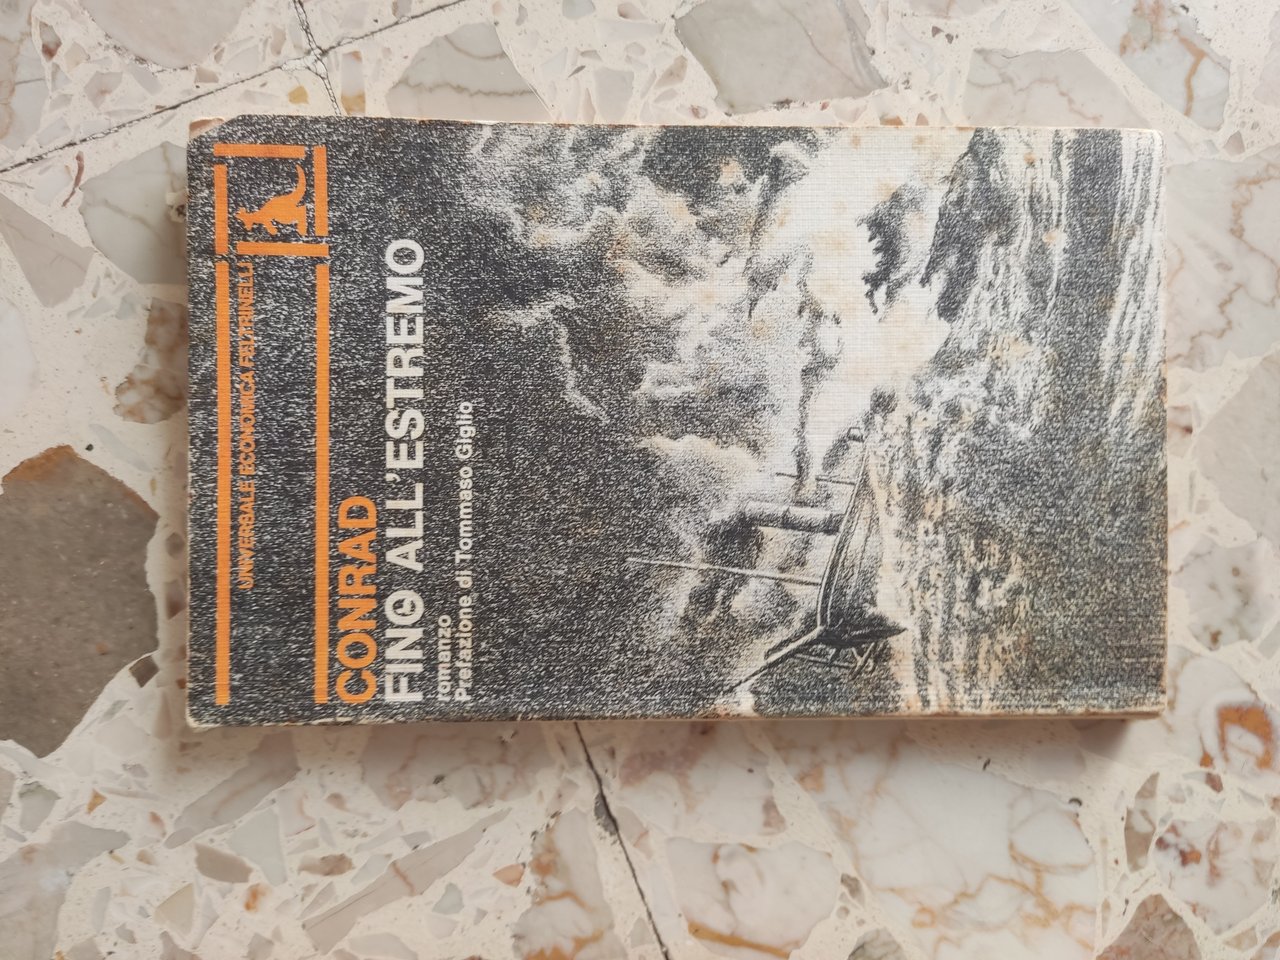 UNIVERSALE ECONOMICA FELTRINELLI
CONRAD
FINO ALL'ESTREMO
romanzo
Prefazione di Tommaso Giglio